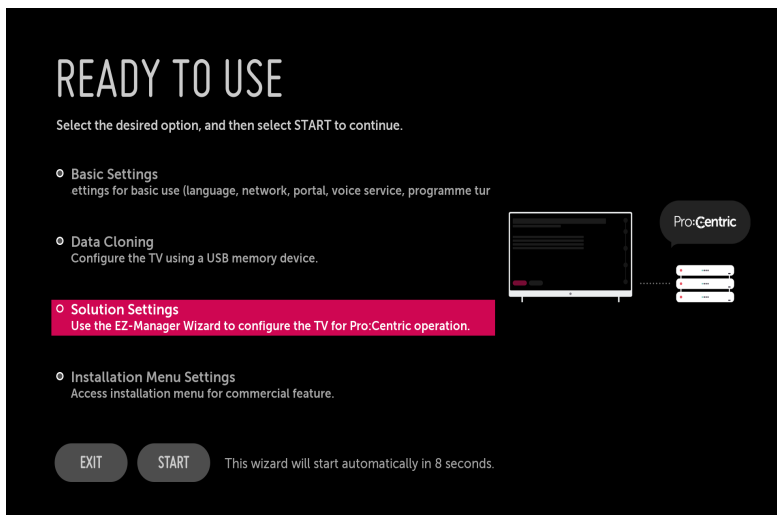 READY TO USE
Select the desired option, and then select START to continue.
Basic Settings
ettings for basic use (language, network, portal, voice service, programme tur
Data Cloning
Configure the TV using a USB memory device.
Pro:Centric
Solution Settings
Use the EZ-Manager Wizard to configure the TV for Pro:Centric operation.
Installation Menu Settings
Access installation menu for commercial feature.
EXIT START This wizard will start automatically in 8 seconds.